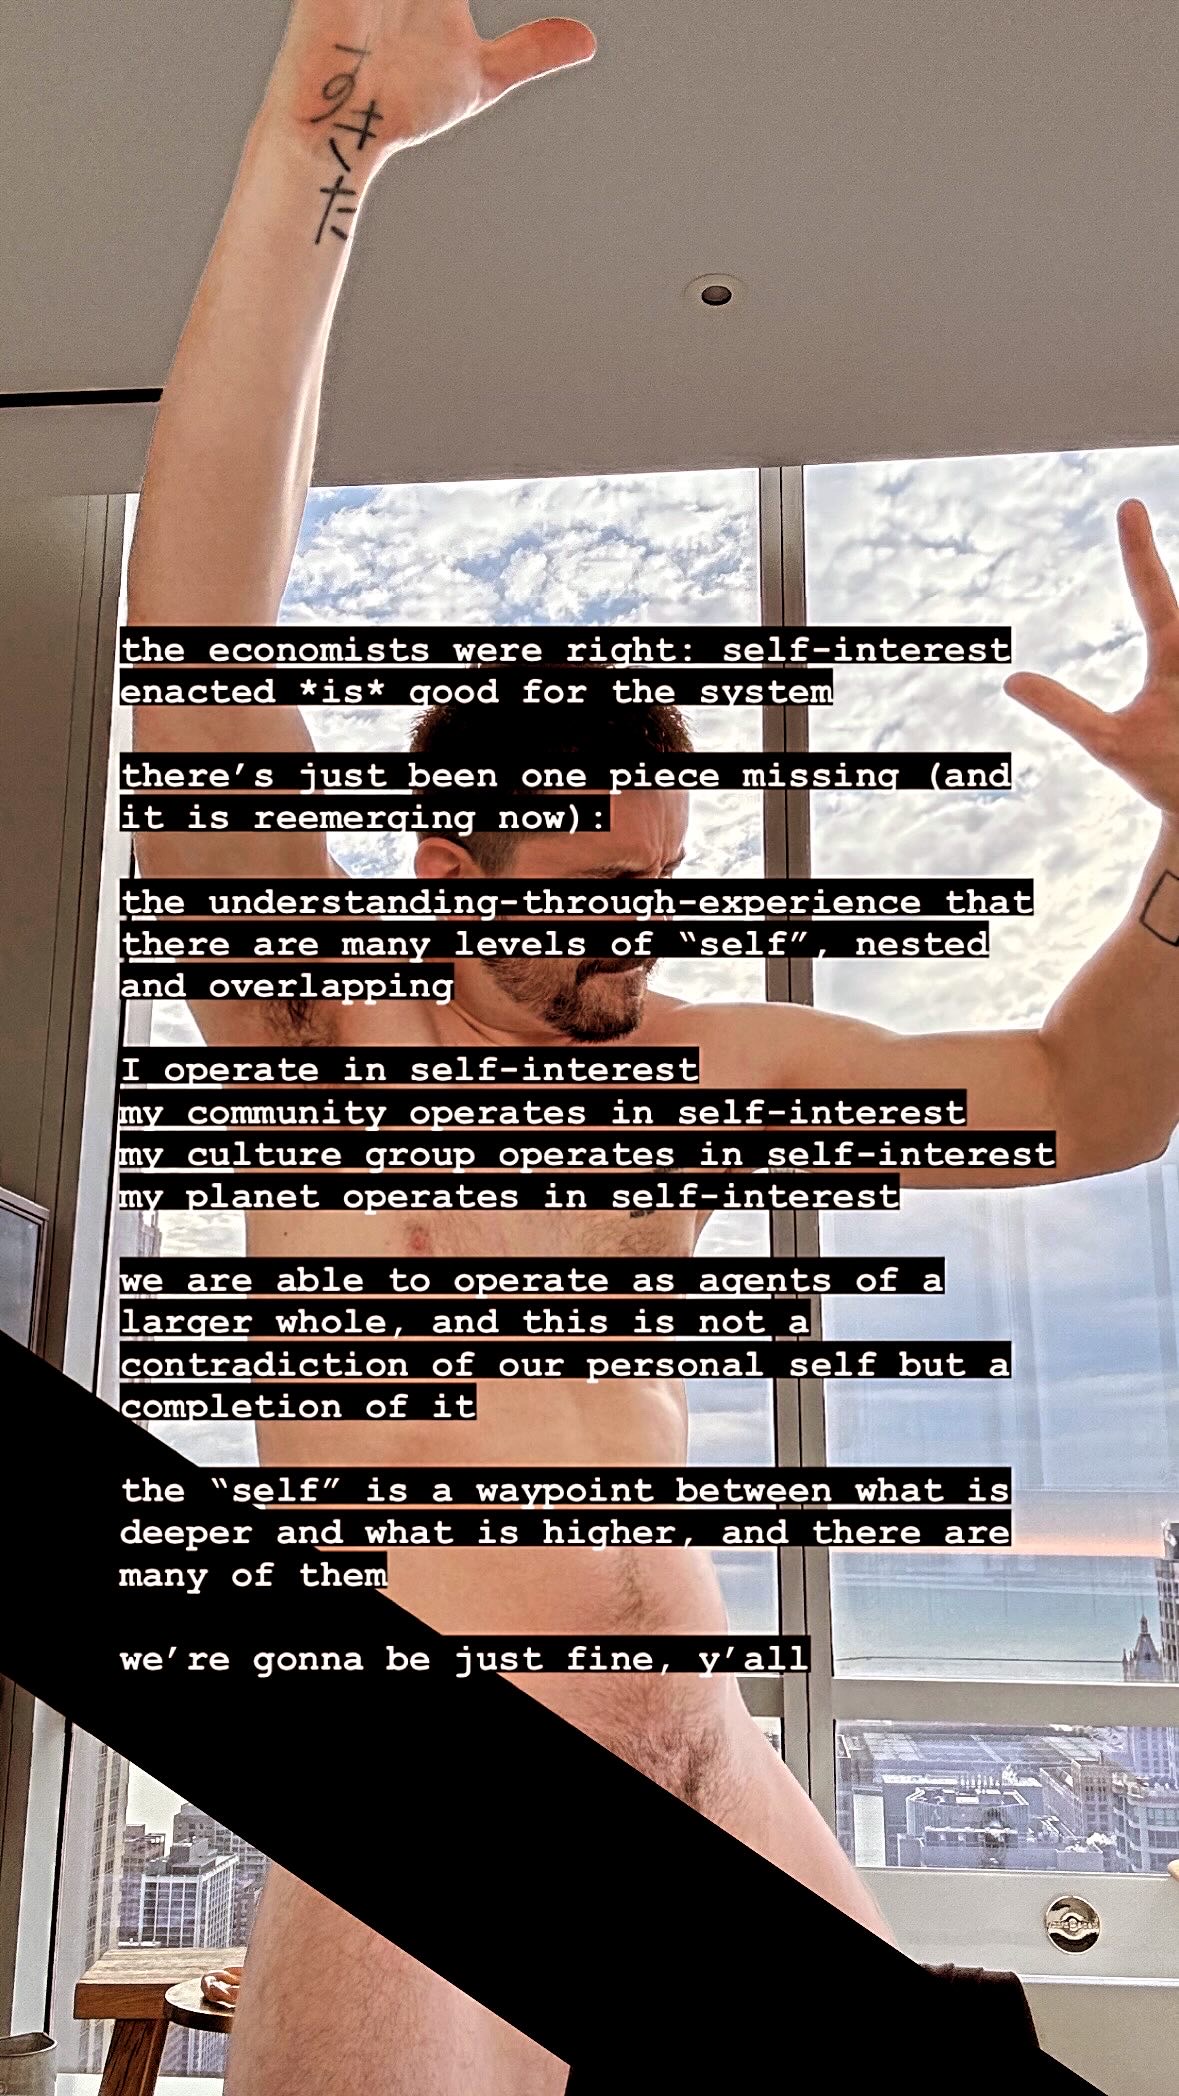 すきだ
the economists were right: self-interest
enacted *is* good for the system
there’s just been one piece missing (and
it is reemerging now):
the understanding-through-experience that
there are many levels of “self”, nested
and overlapping
I operate in self-interest
my community operates in self-interest
my culture group operates in self-interest
my planet operates in self-interest
we are able to operate as agents of a
larger whole, and this is not a
contradiction of our personal self but a
completion of it
the “self” is a waypoint between what is
deeper and what is higher, and there are
many of them
we’re gonna be just fine, y’all